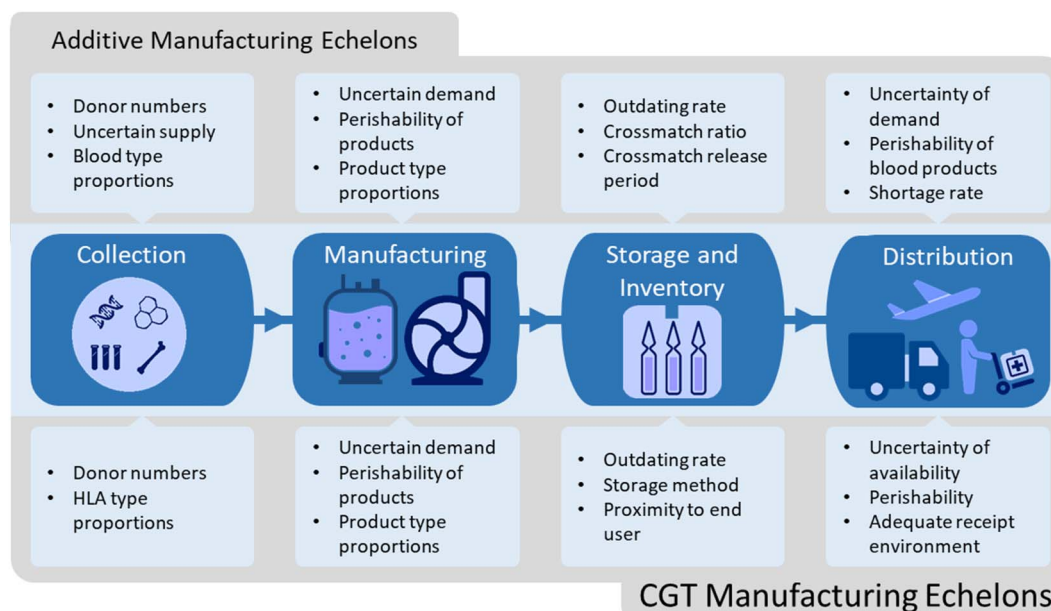 Additive Manufacturing Echelons
• Donor numbers
• Uncertain supply
• Blood type
proportions
• Uncertain demand
• Perishability of
products
• Product type
proportions
• Outdating rate
• Crossmatch ratio
• Crossmatch release
period
• Uncertainty of
demand
• Perishability of
blood products
• Shortage rate
Collection
Manufacturing
Storage and
Inventory
Distribution
• Donor numbers
• HLA type
proportions
• Uncertain demand
• Perishability of
products
• Product type
proportions
• Outdating rate
• Storage method
• Proximity to end
user
• Uncertainty of
availability
• Perishability
• Adequate receipt
environment
CGT Manufacturing Echelons